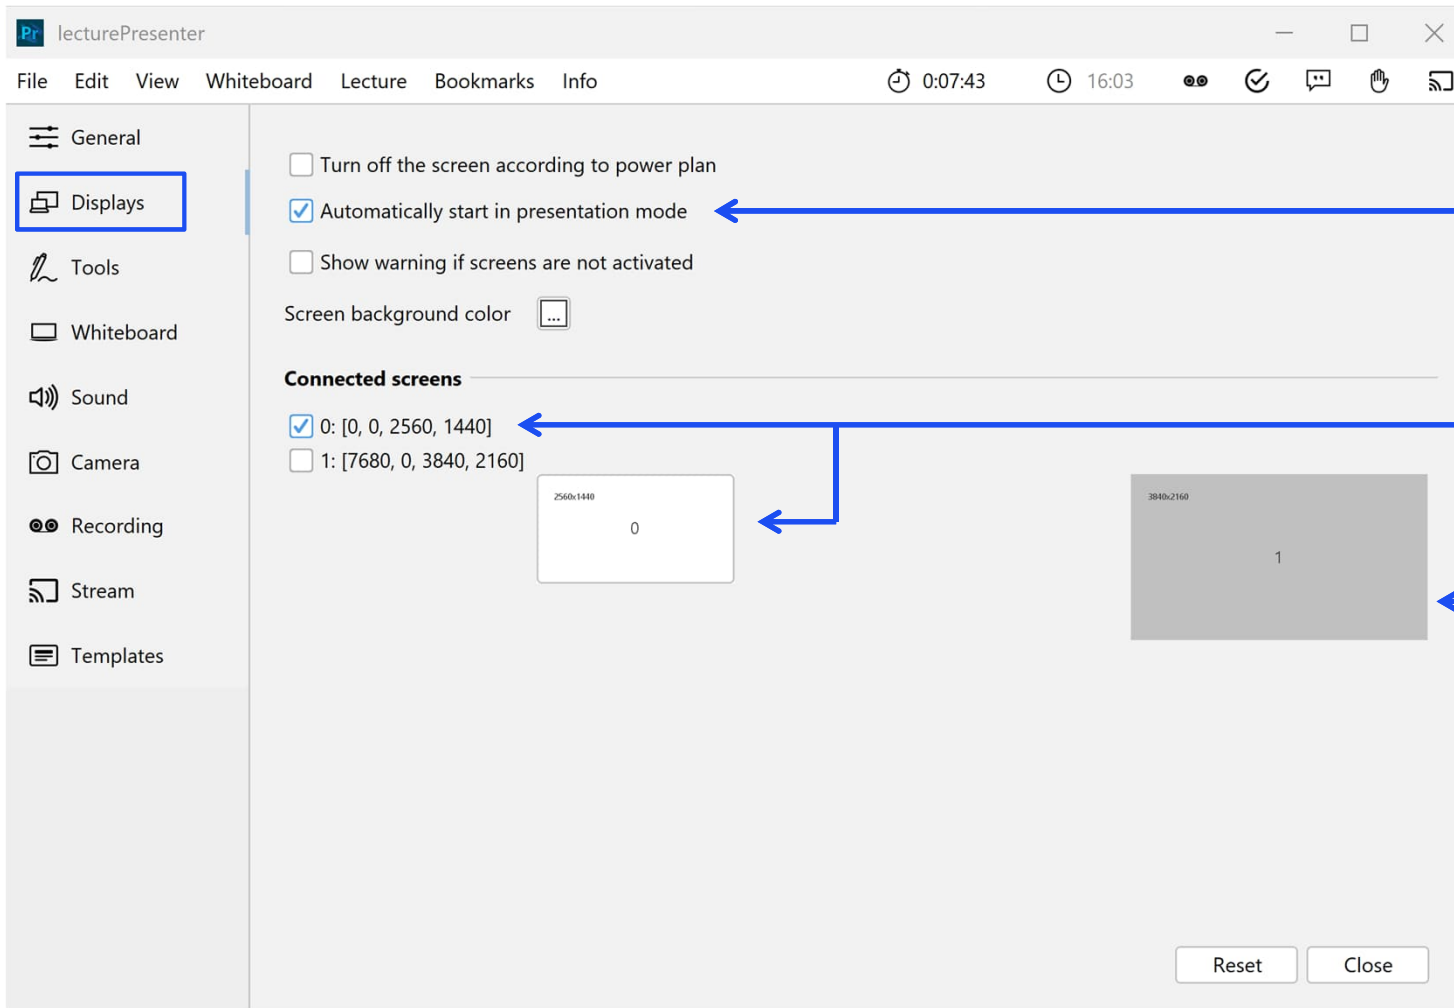 Pr lecturePresenter
File Edit View Whiteboard Lecture Bookmarks Info 0:07:43 16:03
General
Displays
Tools
Whiteboard
Sound
Camera
Recording
Stream
Templates
Turn off the screen according to power plan
Automatically start in presentation mode
Show warning if screens are not activated
Screen background color ...
Connected screens
0: [0, 0, 2560, 1440]
1: [7680, 0, 3840, 2160]
2560x1440
0
3840x2160
1
Reset Close